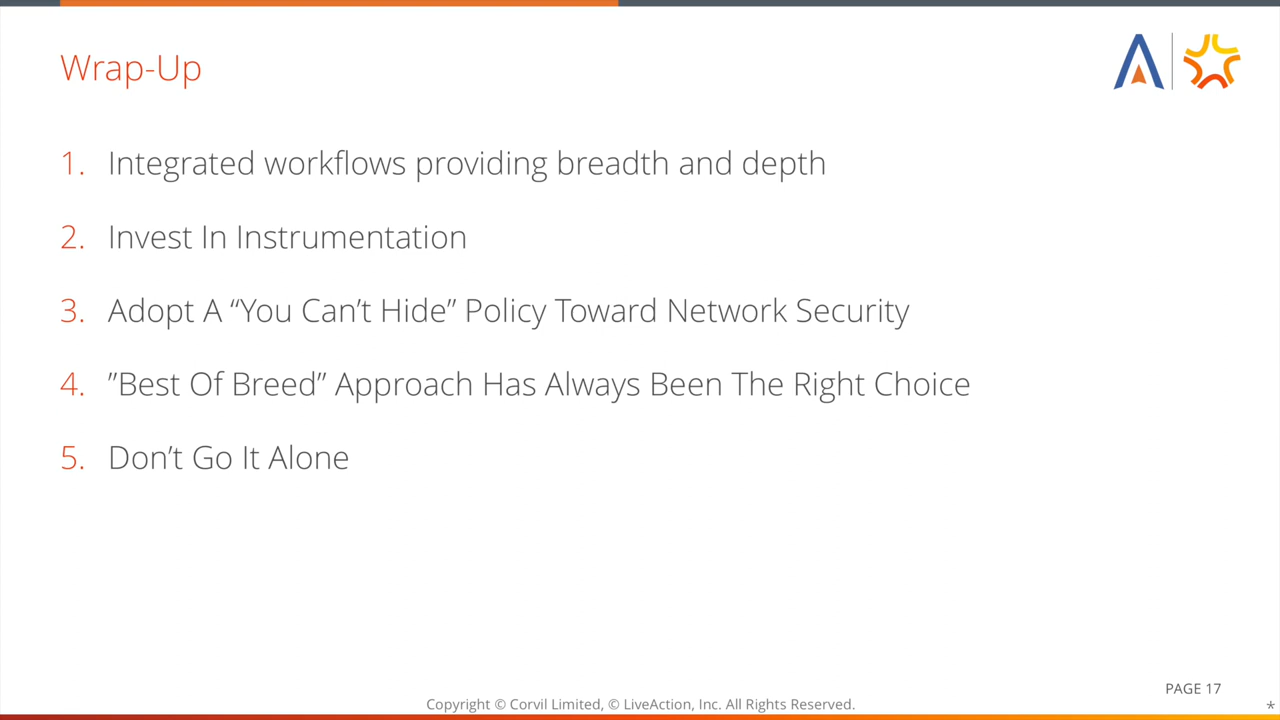 Wrap-Up
1. Integrated workflows providing breadth and depth
2. Invest In Instrumentation
3. Adopt A “You Can’t Hide” Policy Toward Network Security
4. ”Best Of Breed” Approach Has Always Been The Right Choice
5. Don’t Go It Alone
PAGE 17
Copyright © Corvil Limited, © LiveAction, Inc. All Rights Reserved.
*